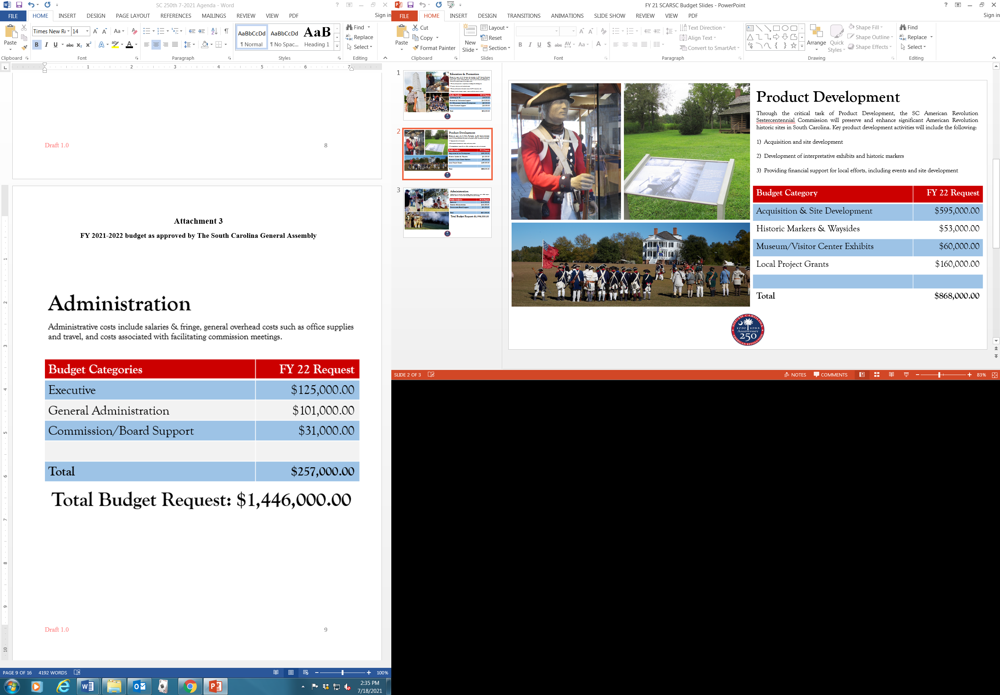 SC 250th 7-2021 Agenda - Word
FILE HOME INSERT DESIGN PAGE LAYOUT REFERENCES MAILINGS REVIEW VIEW PDF Sign in
Paste
Clipboard
Times New Rc 14
Font
Paragraph
AaBbCcDd AaBbCcDd AaB
¶ Normal ¶ No Spac... Heading 1
Styles
Find
Replace
Select
Editing
Draft 1.0 8
Attachment 3
FY 2021-2022 budget as approved by The South Carolina General Assembly
Administration
Administrative costs include salaries & fringe, general overhead costs such as office supplies
and travel, and costs associated with facilitating commission meetings.
Budget Categories FY 22 Request
Executive $125,000.00
General Administration $101,000.00
Commission/Board Support $31,000.00
Total $257,000.00
Total Budget Request: $1,446,000.00
Draft 1.0 9
PAGE 9 OF 16 4192 WORDS 100%
2:35 PM
7/18/2021
FY 21 SCARSC Budget Slides - PowerPoint
FILE HOME INSERT DESIGN TRANSITIONS ANIMATIONS SLIDE SHOW REVIEW VIEW PDF Sign in
Paste
Cut
Copy
Format Painter
Clipboard
New
Slide
Layout
Reset
Section
Slides
Font
Text Direction
Align Text
Convert to SmartArt
Paragraph
Arrange
Quick
Styles
Shape Fill
Shape Outline
Shape Effects
Drawing
Find
Replace
Select
Editing
1
Education & Promotion
2
Product Development
3
Administration
Total Budget Request: $1,446,000.00
Product Development
Through the critical task of Product Development, the SC American Revolution
Sestercentennial Commission will preserve and enhance significant American Revolution
historic sites in South Carolina. Key product development activities will include the following:
1) Acquisition and site development
2) Development of interpretative exhibits and historic markers
3) Providing financial support for local efforts, including events and site development
Budget Category FY 22 Request
Acquisition & Site Development $595,000.00
Historic Markers & Waysides $53,000.00
Museum/Visitor Center Exhibits $60,000.00
Local Project Grants $160,000.00
Total $868,000.00
SOUTH CAROLINA
1770 1783
Anniversary
250
AMERICAN REVOLUTION
SLIDE 2 OF 3 NOTES COMMENTS 83%